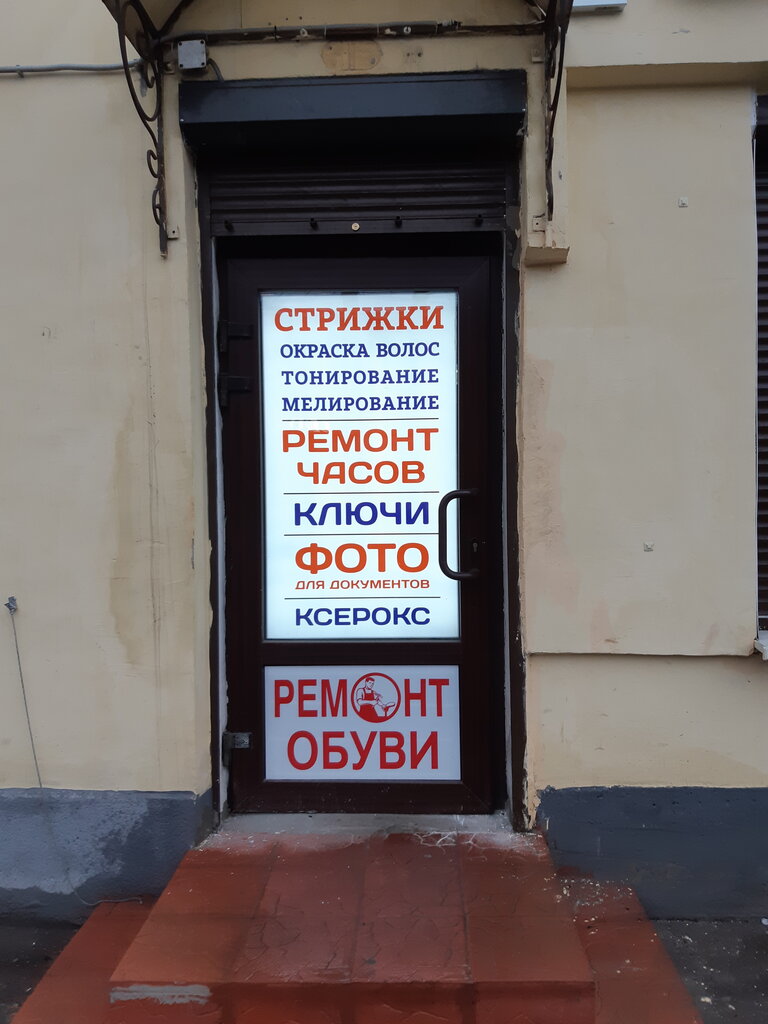 СТРИЖКИ
ОКРАСКА ВОЛОС
ТОНИРОВАНИЕ
МЕЛИРОВАНИЕ
РЕМОНТ
ЧАСОВ
КЛЮЧИ
ФОТО
ДЛЯ ДОКУМЕНТОВ
КСЕРОКС
РЕМОНТ
ОБУВИ